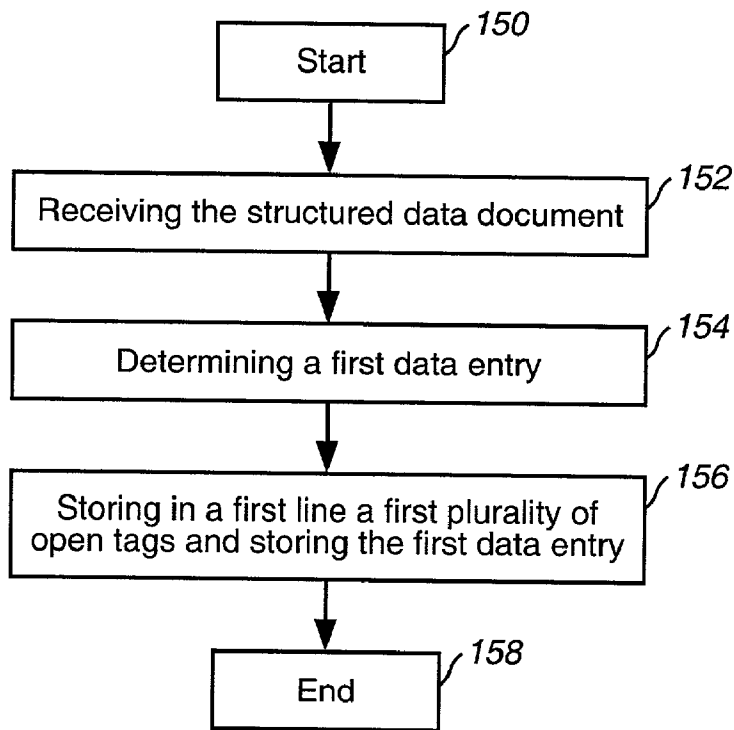 150
Start
152
Receiving the structured data document
154
Determining a first data entry
156
Storing in a first line a first plurality of
open tags and storing the first data entry
158
End